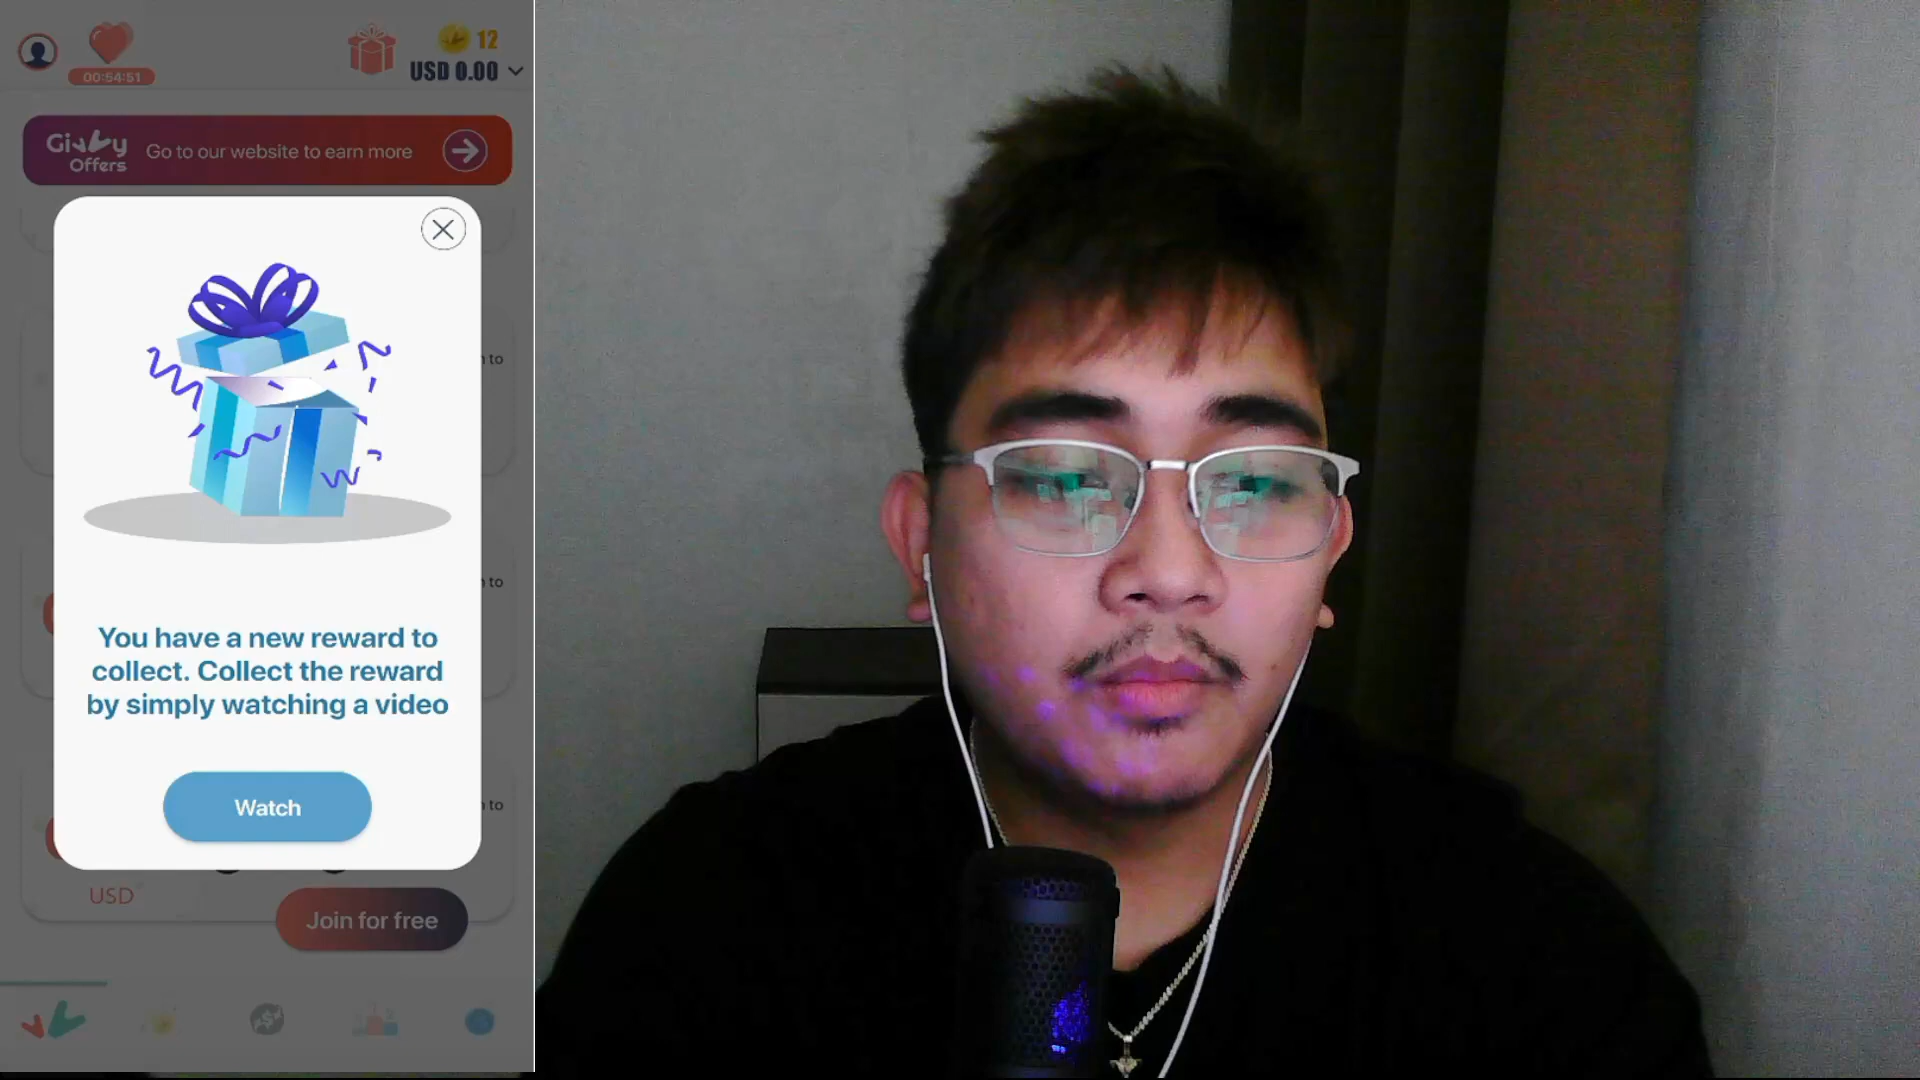 12
00:54:51
USD 0.00
Givvy
Offers
Go to our website to earn more
to
to
You have a new reward to
collect. Collect the reward
by simply watching a video
to
Watch
USD
Join for free